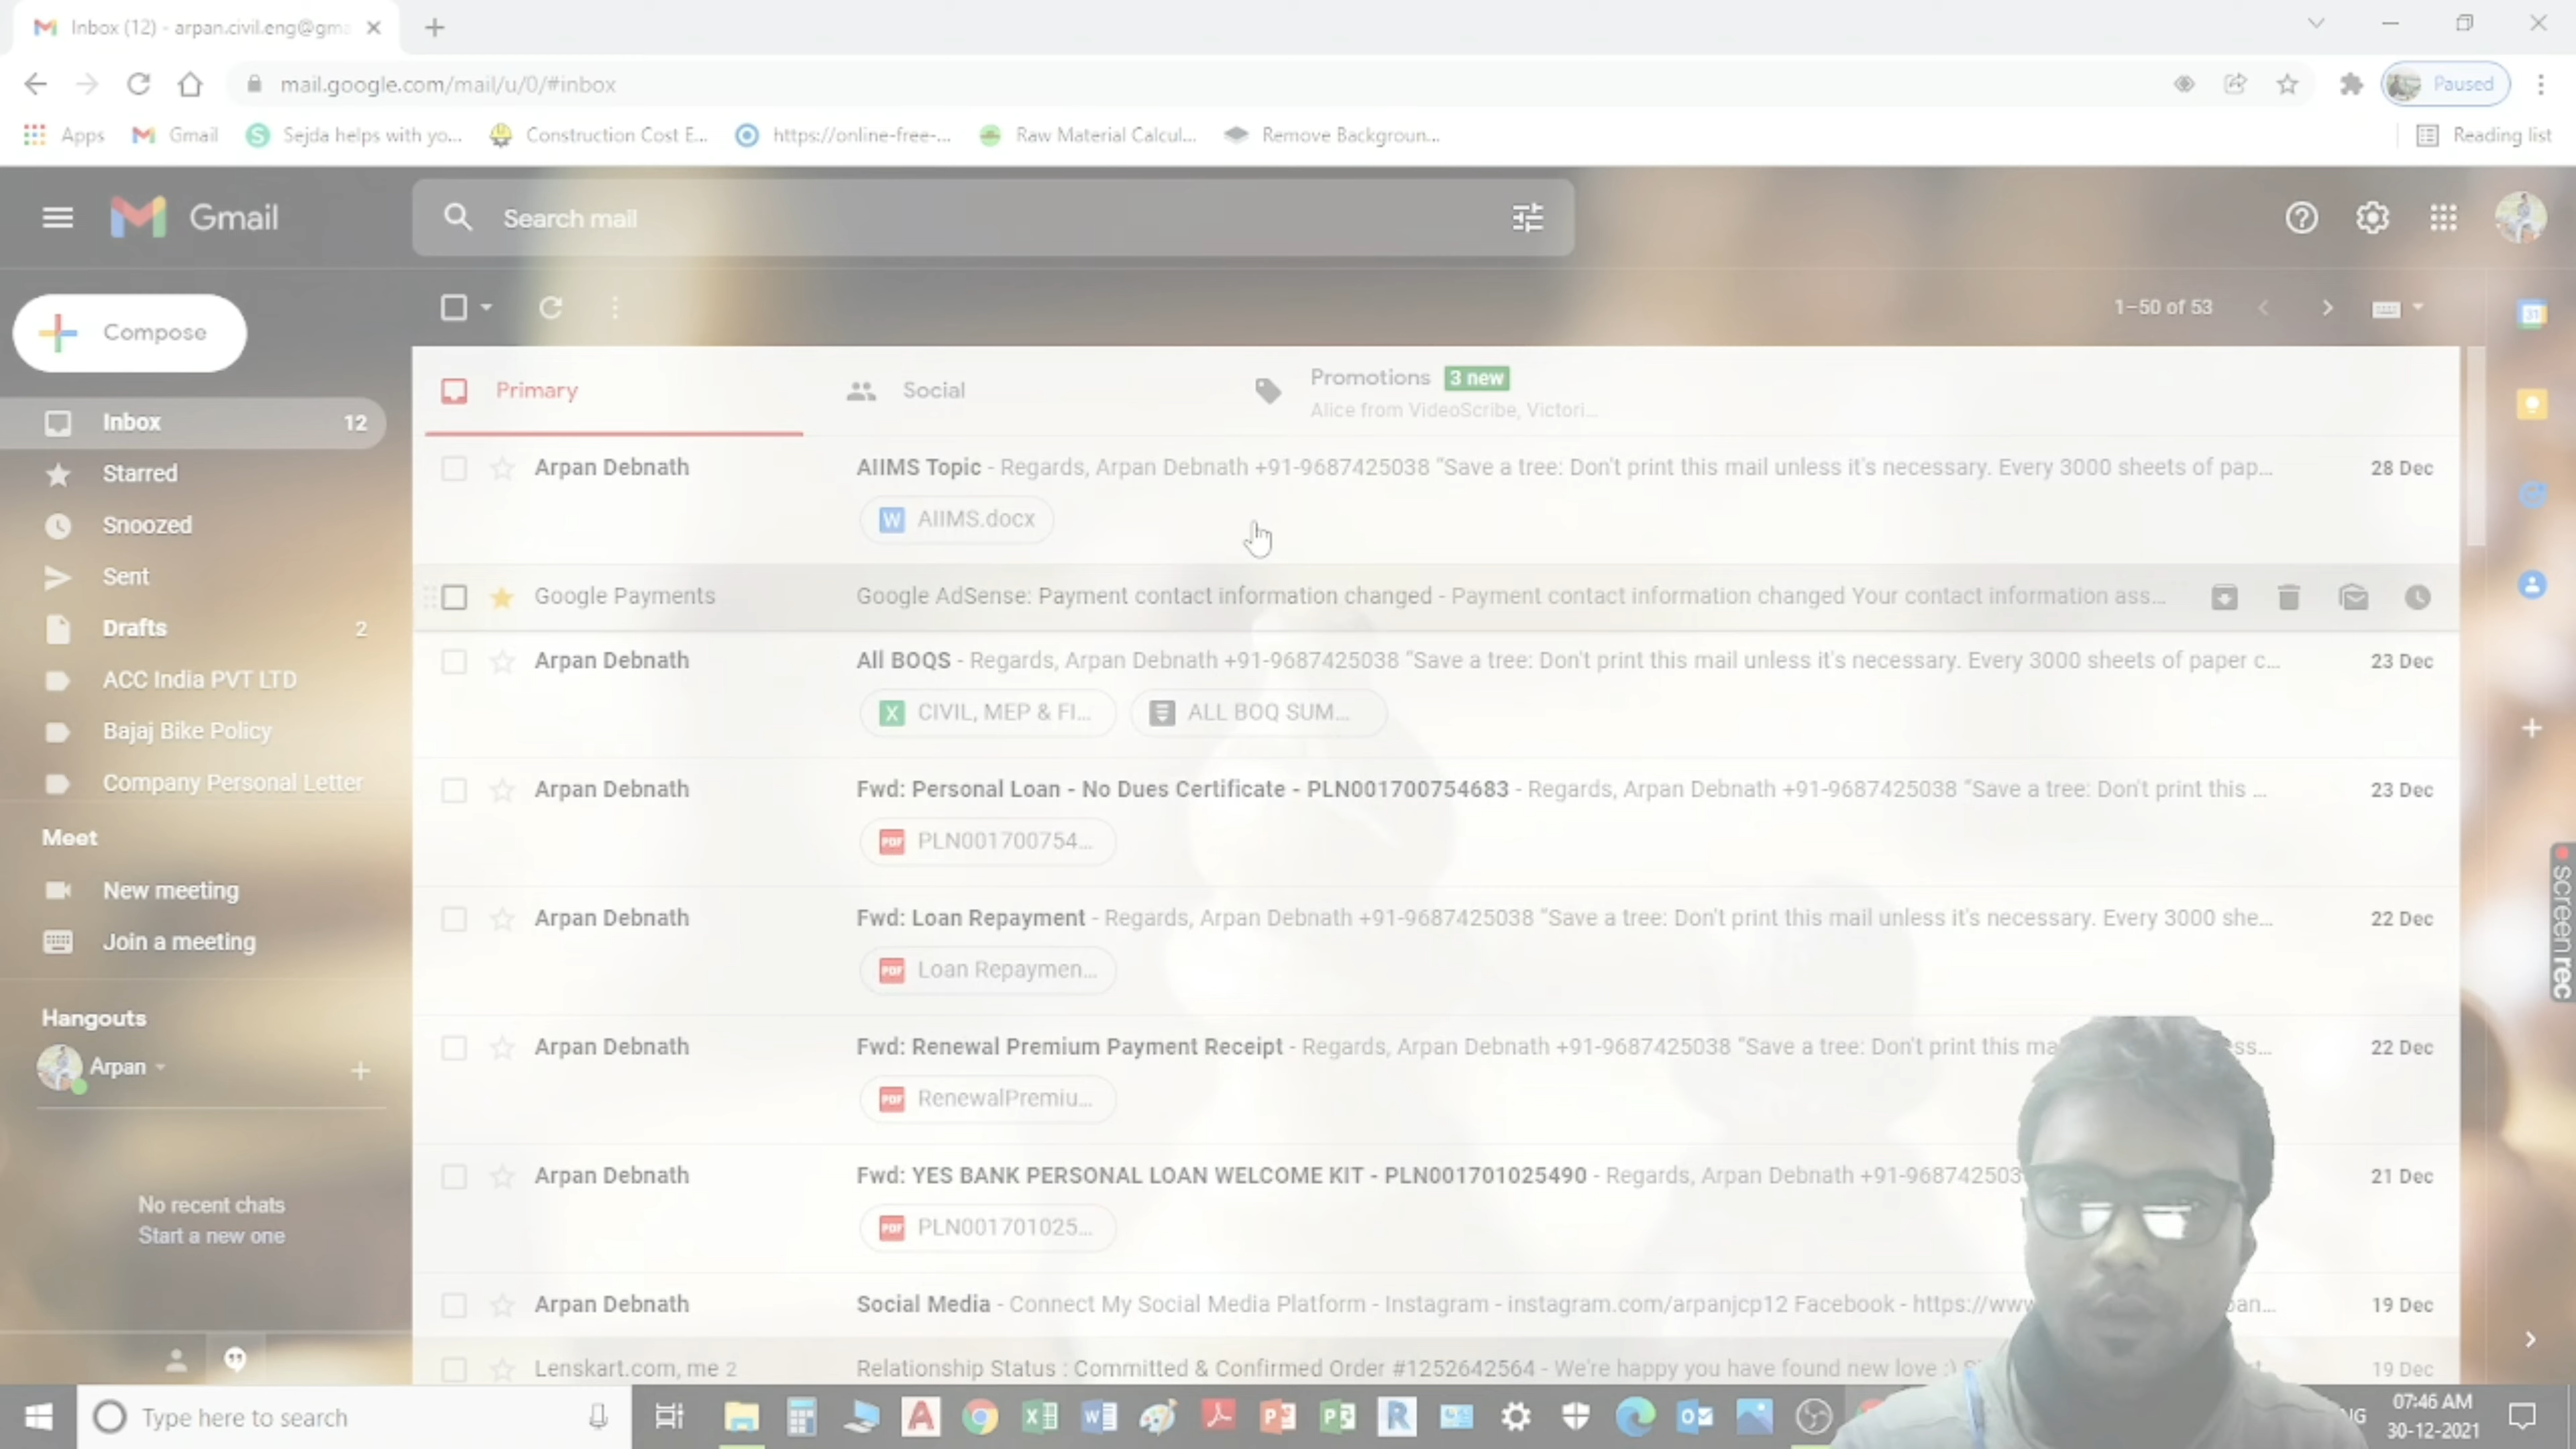 Inbox (12) - arpan.civil.eng@gma
mail.google.com/mail/u/0/#inbox
Paused
Apps Gmail Sejda helps with yo... Construction Cost E... https://online-free-... Raw Material Calcul... Remove Backgroun... Reading list
Gmail Search mail
Compose
1–50 of 53
31
Primary Social Promotions 3 new
Alice from VideoScribe, Victori...
Inbox 12
Starred
Snoozed
Sent
Drafts 2
ACC India PVT LTD
Bajaj Bike Policy
Company Personal Letter
Meet
New meeting
Join a meeting
Hangouts
Arpan
No recent chats
Start a new one
Arpan Debnath AIIMS Topic - Regards, Arpan Debnath +91-9687425038 "Save a tree: Don't print this mail unless it's necessary. Every 3000 sheets of pap... 28 Dec
W AIIMS.docx
Google Payments Google AdSense: Payment contact information changed - Payment contact information changed Your contact information ass...
Arpan Debnath All BOQS - Regards, Arpan Debnath +91-9687425038 "Save a tree: Don't print this mail unless it's necessary. Every 3000 sheets of paper c... 23 Dec
X CIVIL, MEP & FI... ALL BOQ SUM...
Arpan Debnath Fwd: Personal Loan - No Dues Certificate - PLN001700754683 - Regards, Arpan Debnath +91-9687425038 "Save a tree: Don't print this ... 23 Dec
PDF PLN001700754...
Arpan Debnath Fwd: Loan Repayment - Regards, Arpan Debnath +91-9687425038 "Save a tree: Don't print this mail unless it's necessary. Every 3000 she... 22 Dec
PDF Loan Repaymen...
Arpan Debnath Fwd: Renewal Premium Payment Receipt - Regards, Arpan Debnath +91-9687425038 "Save a tree: Don't print this ma ss... 22 Dec
PDF RenewalPremiu...
Arpan Debnath Fwd: YES BANK PERSONAL LOAN WELCOME KIT - PLN001701025490 - Regards, Arpan Debnath +91-968742503 21 Dec
PDF PLN001701025...
Arpan Debnath Social Media - Connect My Social Media Platform - Instagram - instagram.com/arpanjcp12 Facebook - https://www oan... 19 Dec
Lenskart.com, me 2 Relationship Status : Committed & Confirmed Order #1252642564 - We're happy you have found new love :) 19 Dec
screenrec
Type here to search
NG 07:46 AM
30-12-2021